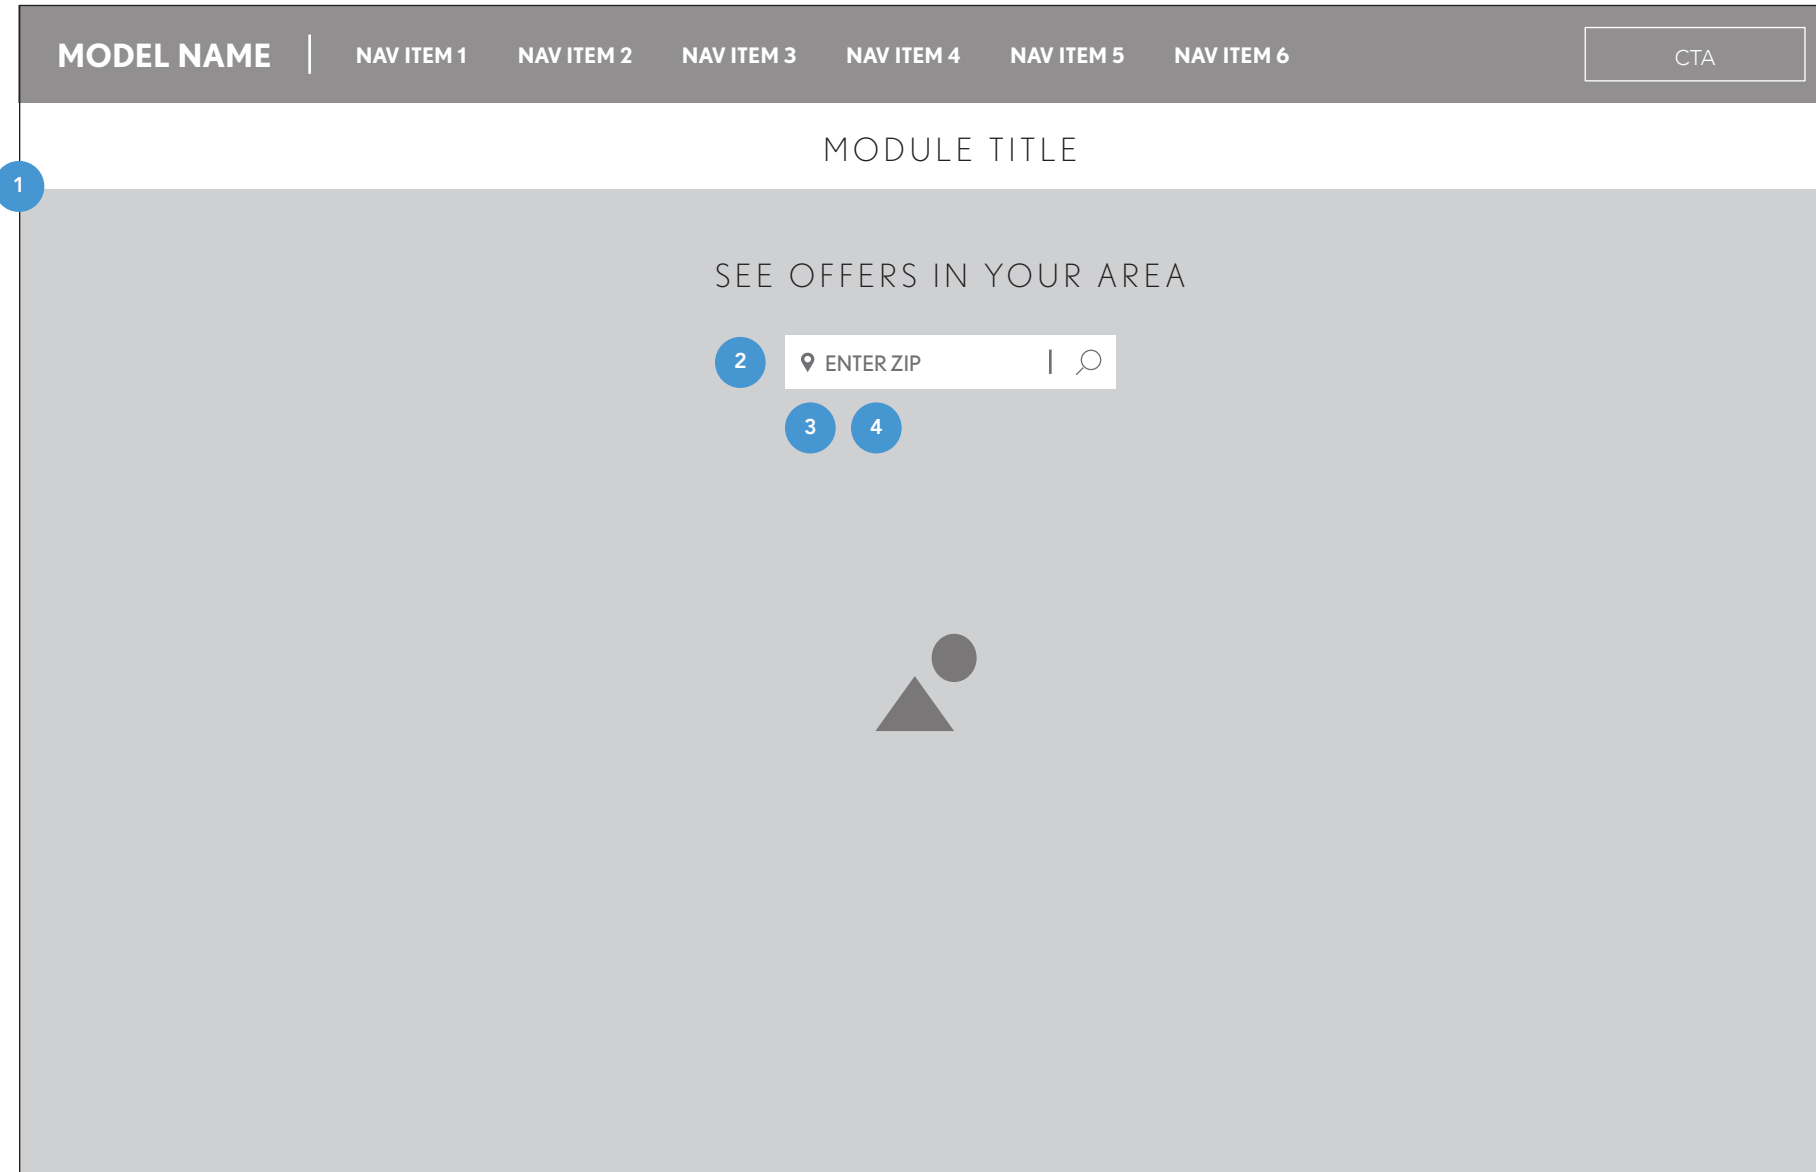 MODEL NAME NAV ITEM 1 NAV ITEM 2 NAV ITEM 3 NAV ITEM 4 NAV ITEM 5 NAV ITEM 6 CTA
MODULE TITLE
1
SEE OFFERS IN YOUR AREA
2 ENTER ZIP
3 4